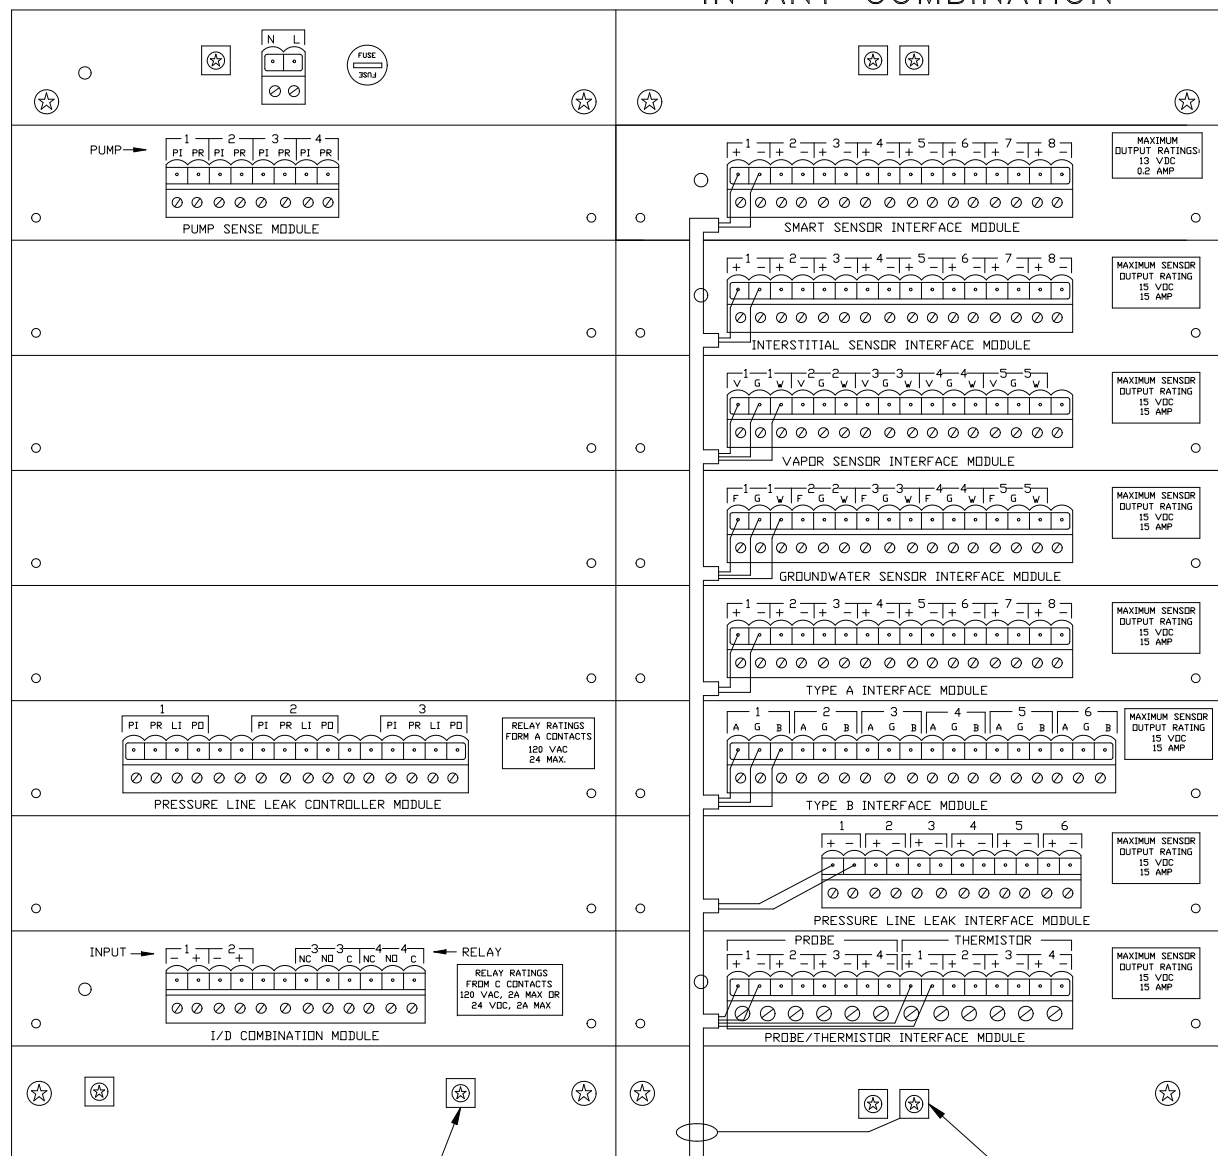 IN ANY COMBINATION
N L
FUSE
FUSE
PUMP
1 2 3 4
PI PR PI PR PI PR PI PR
PUMP SENSE MODULE
1 2 3 4 5 6 7 8
+ - + - + - + - + - + - + - + -
SMART SENSOR INTERFACE MODULE
MAXIMUM
OUTPUT RATINGS:
13 VDC
0.2 AMP
1 2 3 4 5 6 7 8
+ - + - + - + - + - + - + - + -
INTERSTITIAL SENSOR INTERFACE MODULE
MAXIMUM SENSOR
OUTPUT RATING
15 VDC
15 AMP
1 1 2 2 3 3 4 4 5 5
V G W V G W V G W V G W V G W
VAPOR SENSOR INTERFACE MODULE
MAXIMUM SENSOR
OUTPUT RATING
15 VDC
15 AMP
1 1 2 2 3 3 4 4 5 5
F G W F G W F G W F G W F G W
GROUNDWATER SENSOR INTERFACE MODULE
MAXIMUM SENSOR
OUTPUT RATING
15 VDC
15 AMP
1 2 3 4 5 6 7 8
+ - + - + - + - + - + - + - + -
TYPE A INTERFACE MODULE
MAXIMUM SENSOR
OUTPUT RATING
15 VDC
15 AMP
1 2 3
PI PR LI PO PI PR LI PO PI PR LI PO
PRESSURE LINE LEAK CONTROLLER MODULE
RELAY RATINGS
FORM A CONTACTS
120 VAC
24 MAX.
1 2 3 4 5 6
A G B A G B A G B A G B A G B A G B
TYPE B INTERFACE MODULE
MAXIMUM SENSOR
OUTPUT RATING
15 VDC
15 AMP
1 2 3 4 5 6
+ - + - + - + - + - + -
PRESSURE LINE LEAK INTERFACE MODULE
MAXIMUM SENSOR
OUTPUT RATING
15 VDC
15 AMP
INPUT
1 2 3 3 4 4
- + - + NC NO C NC NO C
RELAY
I/O COMBINATION MODULE
RELAY RATINGS
FROM C CONTACTS
120 VAC, 2A MAX OR
24 VDC, 2A MAX
PROBE THERMISTOR
1 2 3 4 1 2 3 4
+ - + - + - + - + - + - + - + -
PROBE/THERMISTOR INTERFACE MODULE
MAXIMUM SENSOR
OUTPUT RATING
15 VDC
15 AMP